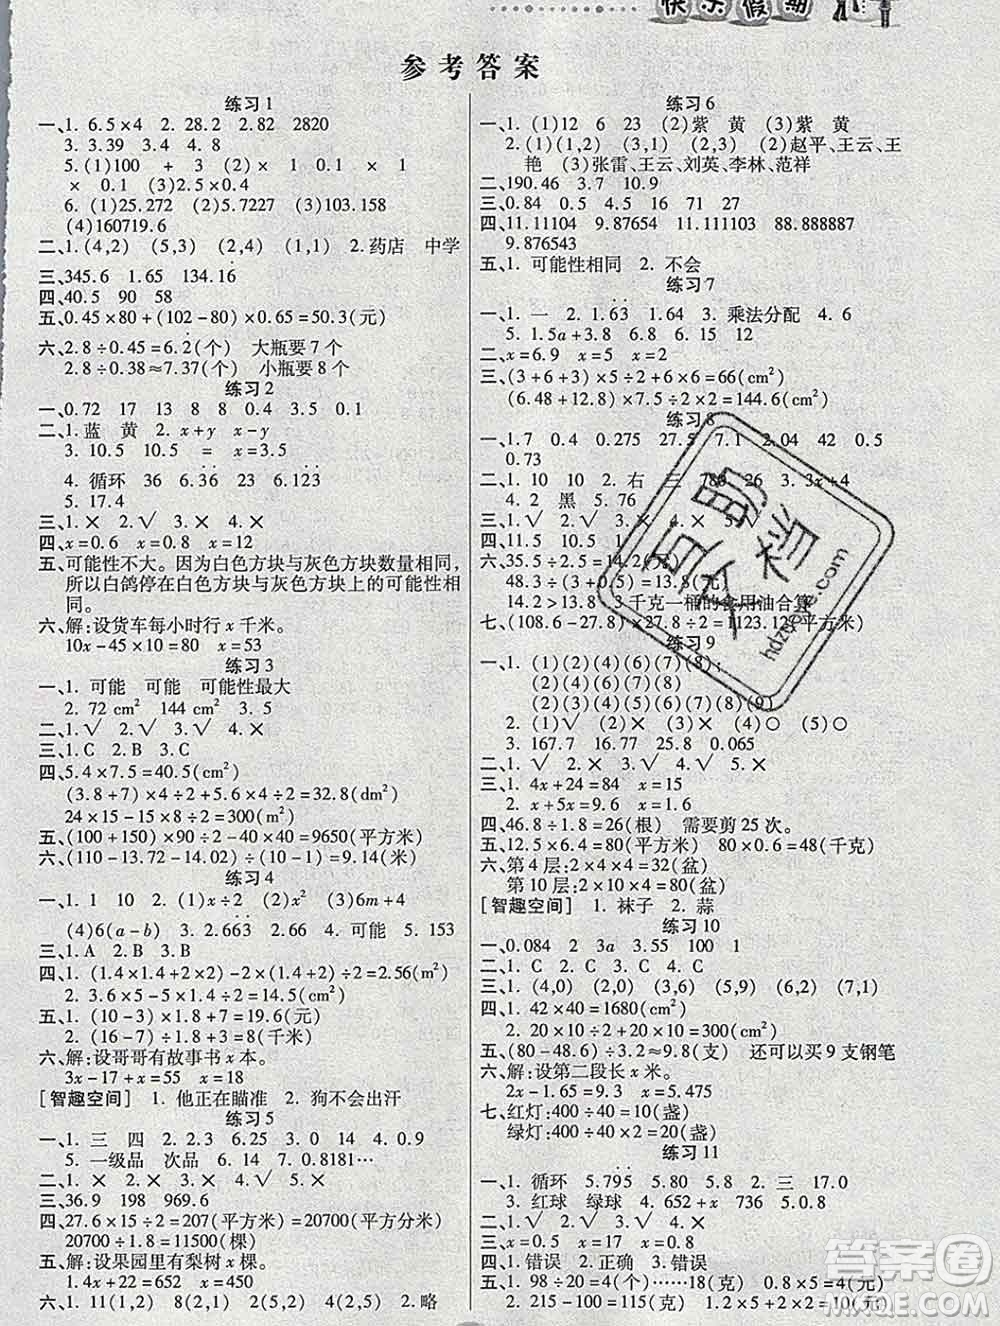 快乐假期
参考答案
练习1
一、1. 6.5×4 2. 28.2 2.82 2820
3. 3.39 3.44 4. 8
5. (1)100 + 3 (2)× 1 0.1 × 1
× 0.1 (3)2.5×0.4
6. (1)21.255 (2)5.7227 (3)103.158
(4)160719.6
二、1. (4,2) (5,3) (2,4) (1,1) 2. 药店 中学
三、345.6 1.65 134.16
四、40.5 90 58
五、0.45×80+(102-80)×0.65=50.3(元)
六、2.8÷0.45=6.2̇(个) 大瓶要7个
2.8÷0.38≈7.37(个) 小瓶要8个
练习2
一、0.72 17 13 8 8 0.4 3.5 0.1
二、1. 蓝 黄 2. x+y x-y
3. 10.5 10.5 = x=3.5
4. 循环 36 36.36 0.123
5. 17.4
三、1. × 2. √ 3. × 4. ×
四、x=0.6 x=0.6 x=12
五、可能性不大。因为白色方块与灰色方块数量相同,
所以白鸽停在白色方块与灰色方块上的可能性相
同。
六、解:设货车每小时行x千米。
10x-45×10=80 x=53
练习3
一、1. 可能 可能 可能性最大
2. 72 cm² 144 cm² 3. 5
二、1. √ 2. √ 3. √ 4. ×
三、1. C 2. B 3. C
四、5.4×7.5=40.5(cm²)
(3.8+7)×4÷2+5.6×4÷2=32.8(dm²)
24×15-15×8÷2=300(m²)
五、(100+150)×90÷2-40×40=9650(平方米)
六、(110-13.72-14.02)÷(10-1)=9.14(米)
练习4
一、1. 1 10 2. (1)x÷2 (2)x² (3)6m+4
(4)6(a-b) 3. 2.663 2.66 4. 可能 5. 153
三、1. A 2. B 3. A
四、1. (1.4×1.4+2×2)-2×(2+1.4)÷2=2.56(m²)
2. 3.6×5-5×1.4÷2=14.5(cm²)
五、1. (10-3)×1.8+7=19.6(元)
2. (16-7)÷1.5+2=8(千米)
六、解:设哥哥有故事书x本。
3x-17+x=55 x=18
[智趣空间] 1. 他正在瞄准 2. 狗不会出汗
练习5
一、1. 三 四 2. 2.3 6.25 3. 0 14 4. 0.9
5. 一级品 次品 6. 14 7. 0.8181…
二、1. × 2. × 3. √ 4. × 5. √ 6. ×
三、36.9 198 969.6
四、27.6×15÷2=207(平方米)=20700(平方分米)
20700÷1.8=11500(棵)
五、解:设果园里有梨树x棵。
1.4x-x=180 x=450
六、1. 11(1,2) 8(2,1) 2(5,2) 4(2,5) 2. 略
练习6
一、1. (1)12 6 23 (2)紫 黄 (3)紫 黄
2. (1)(2,4) (3,1) (2,3) (2)赵平、王云、王
艳 (3)张雷、王云、刘英、李林、范祥
二、190.46 3.7 10.9
三、0.84 0.5 4.5 16 71 27
四、11.11104 9.87654 11.111103 88.888888
9.876543
五、1. 可能性相同 2. 不会
练习7
一、1. 一 2. 1.63 1.64 3. 乘法分配 4. 6
5. 1.5a+3.8 6.8 6. 15 12
二、x=6.9 x=5 x=2
三、(3+6+3)×5÷2+6×6=66(cm²)
(6.48+12.8)×7.5÷2×2=144.6(cm²)
练习8
一、1.7 0.4 0.275 27.5 7.1 2.04 42 0.5
0.73
二、1. 10 10 2. 右 三 26 3. 3x+4
4. 2 黑 5. 76
四、11.5 10.5 1
六、35.5÷2.5=14.2(元)
48.3÷(3+0.5)=13.8(元)
14.2>13.8 3千克一桶的食用油合算
七、(108.6-27.8)×27.8÷2=1123.12(平方米)
练习9
一、1. (1)(2)(4)(6)(7)(8)
(2)(4)(6)(7)(8)
(2)(4)(5)(6)(7)(8)(9)
2. (1)√ (2)× (3)× (4)○ (5)○
3. 167.7 16.77 0.065
二、1. × 2. × 3. √ 4. × 5. ×
三、1. 4x+24=84 x=15
2. x+5x=9.6 x=1.6
四、46.8÷1.8=26(根) 需要剪25次。
五、12.5×6.4=80(平方米) 80×0.6=48(千克)
六、第4层:2×4×4=32(盆)
第10层:2×10×4=80(盆)
[智趣空间] 1. 袜子 2. 蒜
练习10
一、0.084 2 3a 3.55 100 1
二、1. C 2. C 3. C 4. C
三、1. (4,0) (2,0) (3,6) (5,9) (6,2) (7,1)
四、1. 42×40=1680(cm²)
2. 20×10÷2+20×20÷2=300(cm²)
五、(80-48.6)÷3.2≈9.8(支) 还可以买9支钢笔
六、解:设第二段长x米。
2x-1.65=9.3 x=5.475
七、红灯:400÷40=10(盏)
绿灯:400÷20=20(盏)
练习11
一、1. 循环 5.795 5.80 5.8 2. 三 17.0
3. 红球 绿球 4. 652+x 736 5. 0.8
二、1. √ 2. √ 3. × 4. √ 5. ×
三、x=0.5 x=17 x=0.8
四、1. 错误 2. 正确 3. 错误
五、1. 98÷20=4(个)……18(元) 0.8×5=4(元)
2. 215-100=115(克) 1.2×5÷2×2=10(元)
百助文档
hdzwyc.com
答案圈